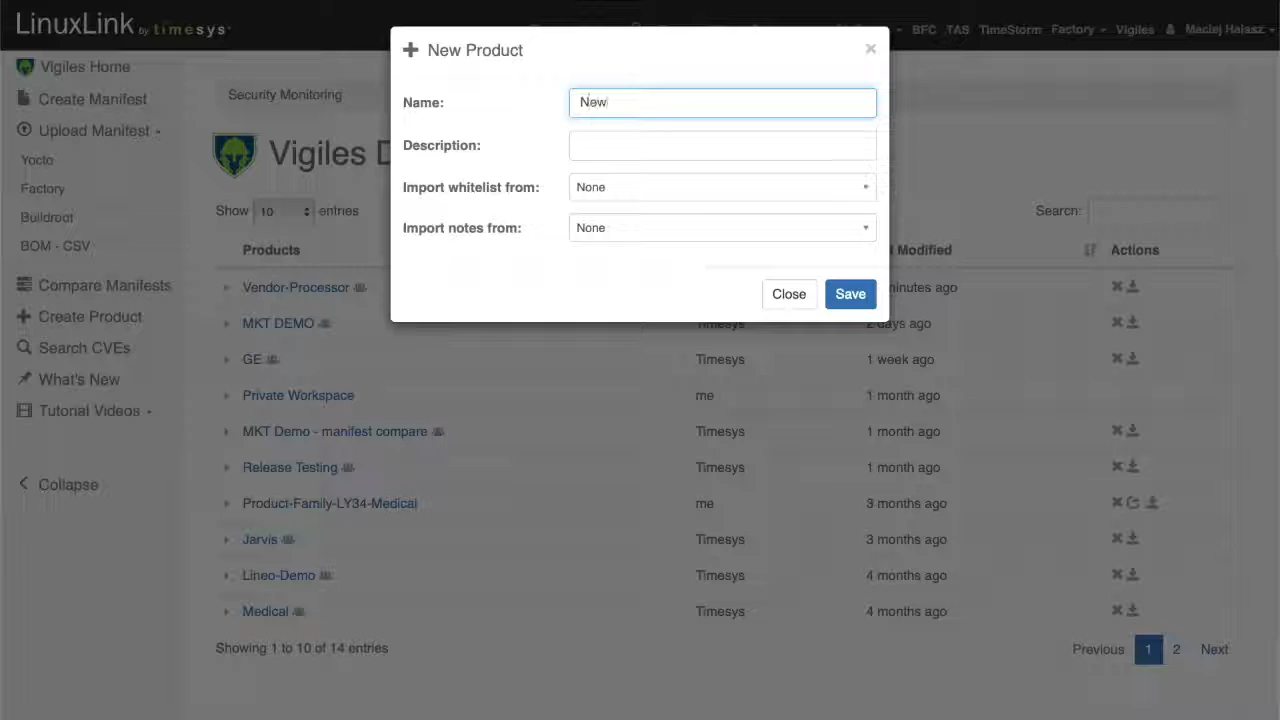 LinuxLink by timesys
BFC TAS TimeStorm Factory Vigiles Maciej Halasz
New Product
Name: New
Description:
Import whitelist from: None
Import notes from: None
Close Save
Vigiles Home
Create Manifest
Upload Manifest
Yocto
Factory
Buildroot
BOM - CSV
Compare Manifests
Create Product
Search CVEs
What's New
Tutorial Videos
Collapse
Security Monitoring
Vigiles D
Show 10 entries
Search:
Products Modified Actions
Vendor-Processor minutes ago
MKT DEMO Timesys 2 days ago
GE Timesys 1 week ago
Private Workspace me 1 month ago
MKT Demo - manifest compare Timesys 1 month ago
Release Testing Timesys 1 month ago
Product-Family-LY34-Medical me 3 months ago
Jarvis Timesys 3 months ago
Lineo-Demo Timesys 4 months ago
Medical Timesys 4 months ago
Showing 1 to 10 of 14 entries
Previous 1 2 Next